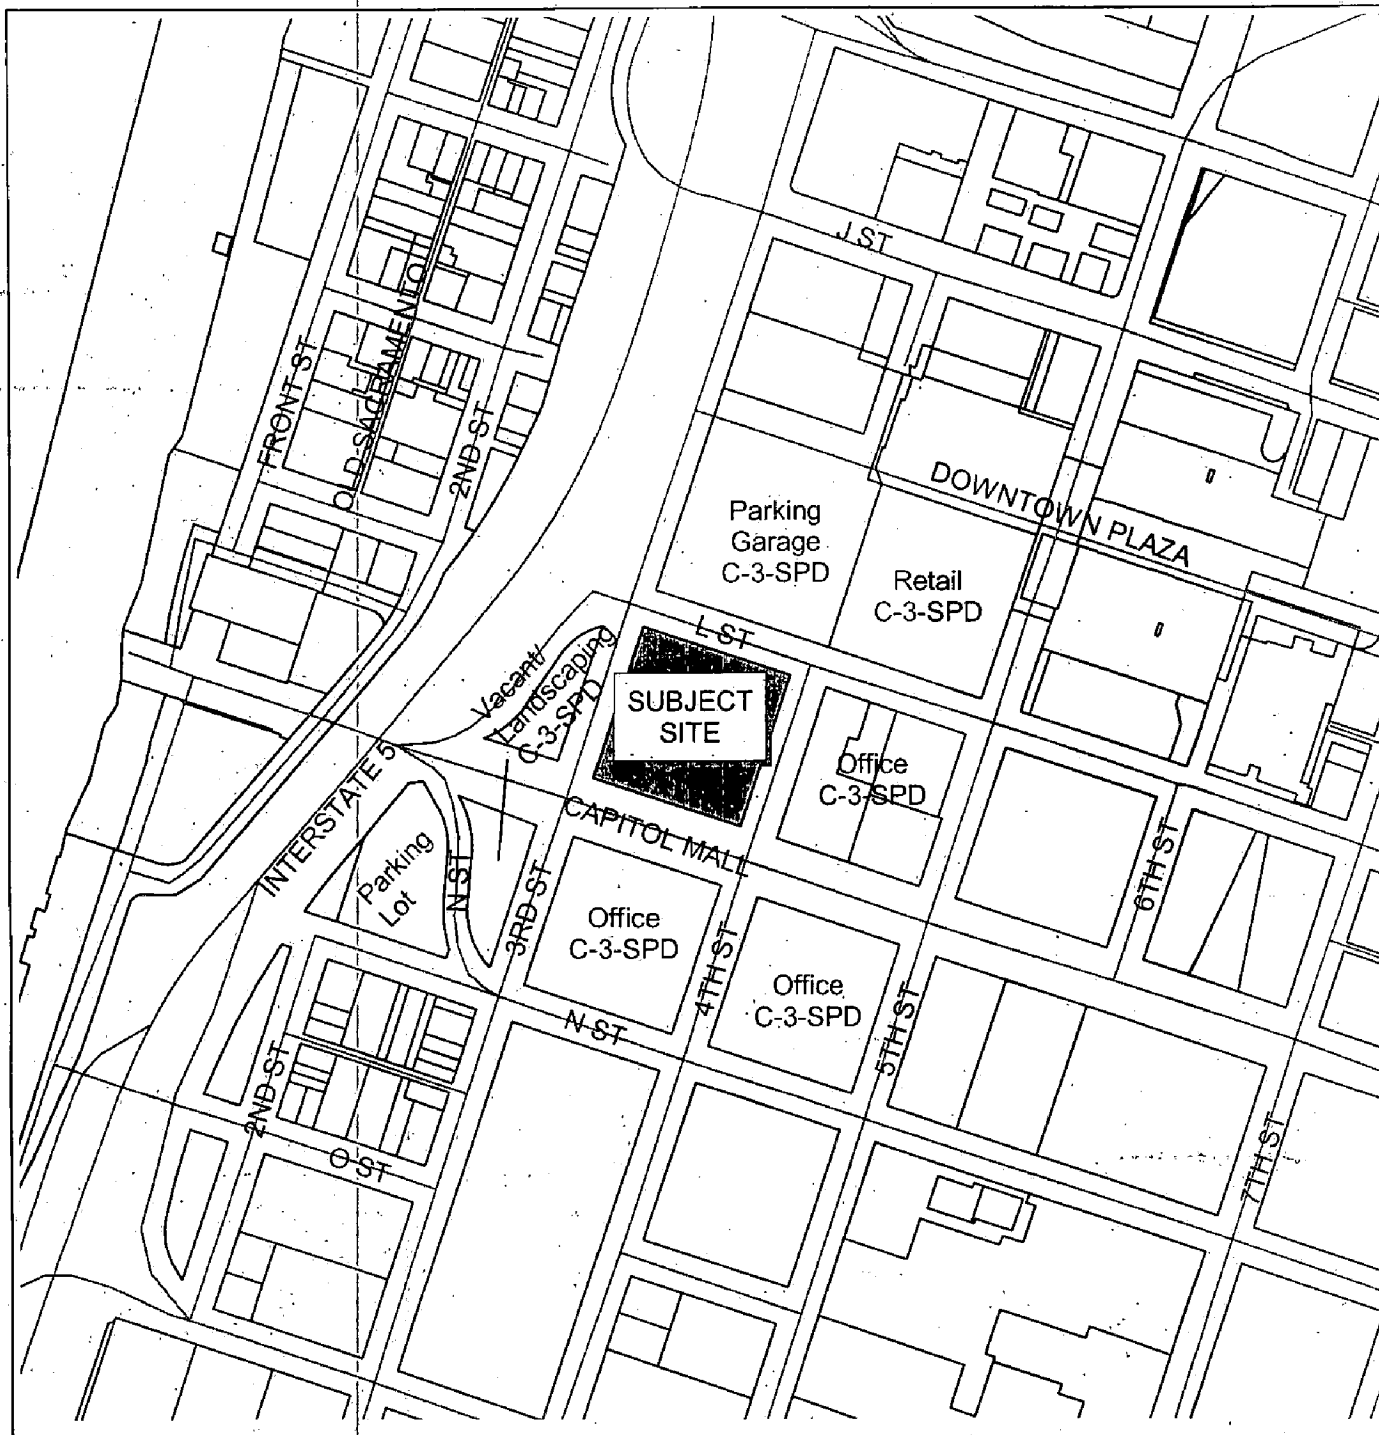 J ST
FRONT ST
OLD SACRAMENTO
2ND ST
DOWNTOWN PLAZA
Parking
Garage
C-3-SPD
Retail
C-3-SPD
L ST
Vacant/
Landscaping
C-3-SPD
SUBJECT
SITE
Office
C-3-SPD
INTERSTATE 5
CAPITOL MALL
Parking
Lot
N ST
3RD ST
Office
C-3-SPD
4TH ST
Office
C-3-SPD
5TH ST
6TH ST
N ST
2ND ST
O ST
7TH ST